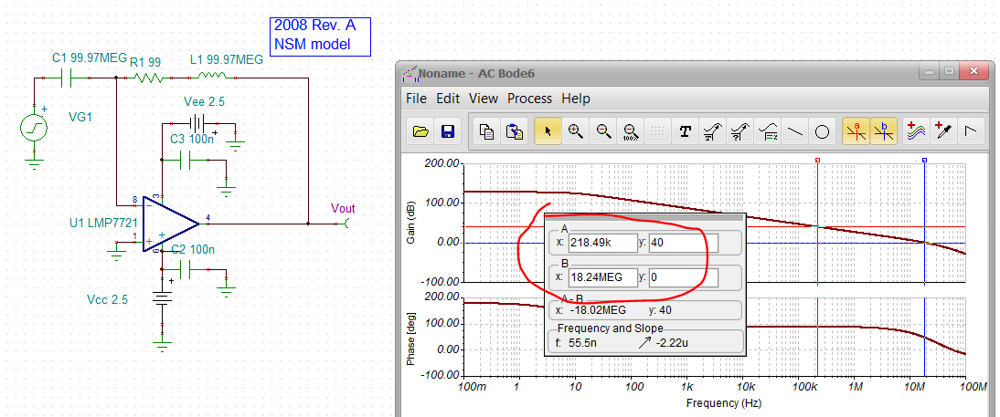 2008 Rev. A
NSM model
C1 99.97MEG
R1 99
L1 99.97MEG
VG1
+
Vee 2.5
+
C3 100n
8
3
U1 LMP7721
4
Vout
1
+
+
6
C2 100n
+
Vcc 2.5
Noname - AC Bode6
File Edit View Process Help
100%
T
a
b
200.00
100.00
0.00
-100.00
Gain (dB)
A
x: 218.49k y: 40
B
x: 18.24MEG y: 0
A - B
x: -18.02MEG y: 40
Frequency and Slope
f: 55.5n -2.22u
200.00
100.00
0.00
-100.00
Phase [deg]
100m 1 10 100 1k 10k 100k 1M 10M 100M
Frequency (Hz)